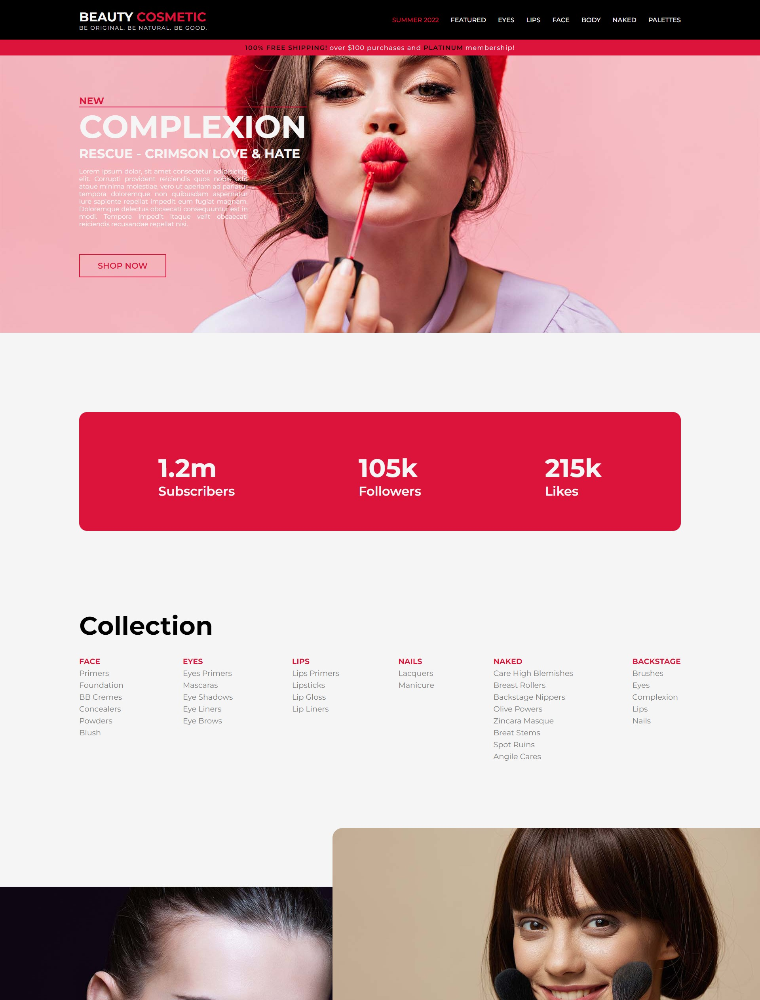 BEAUTY COSMETIC
BE ORIGINAL. BE NATURAL. BE GOOD.
SUMMER 2022 FEATURED EYES LIPS FACE BODY NAKED PALETTES
100% FREE SHIPPING! over $100 purchases and PLATINUM membership!
NEW
COMPLEXION
RESCUE - CRIMSON LOVE & HATE
Lorem ipsum dolor, sit amet consectetur adipisicing
elit. Corrupti provident reiciendis quos nobis odit
atque minima molestiae, vero ut aperiam ad pariatur
tempora doloremque non quibusdam aspernatur
iure sapiente repellat impedit eum fugiat magnam.
Doloremque delectus obcaecati consequuntur est in
modi. Tempora impedit itaque velit obcaecati
reiciendis recusandae repellat nisi.
SHOP NOW
1.2m
Subscribers
105k
Followers
215k
Likes
Collection
FACE
Primers
Foundation
BB Cremes
Concealers
Powders
Blush
EYES
Eyes Primers
Mascaras
Eye Shadows
Eye Liners
Eye Brows
LIPS
Lips Primers
Lipsticks
Lip Gloss
Lip Liners
NAILS
Lacquers
Manicure
NAKED
Care High Blemishes
Breast Rollers
Backstage Nippers
Olive Powers
Zincara Masque
Breat Stems
Spot Ruins
Angile Cares
BACKSTAGE
Brushes
Eyes
Complexion
Lips
Nails